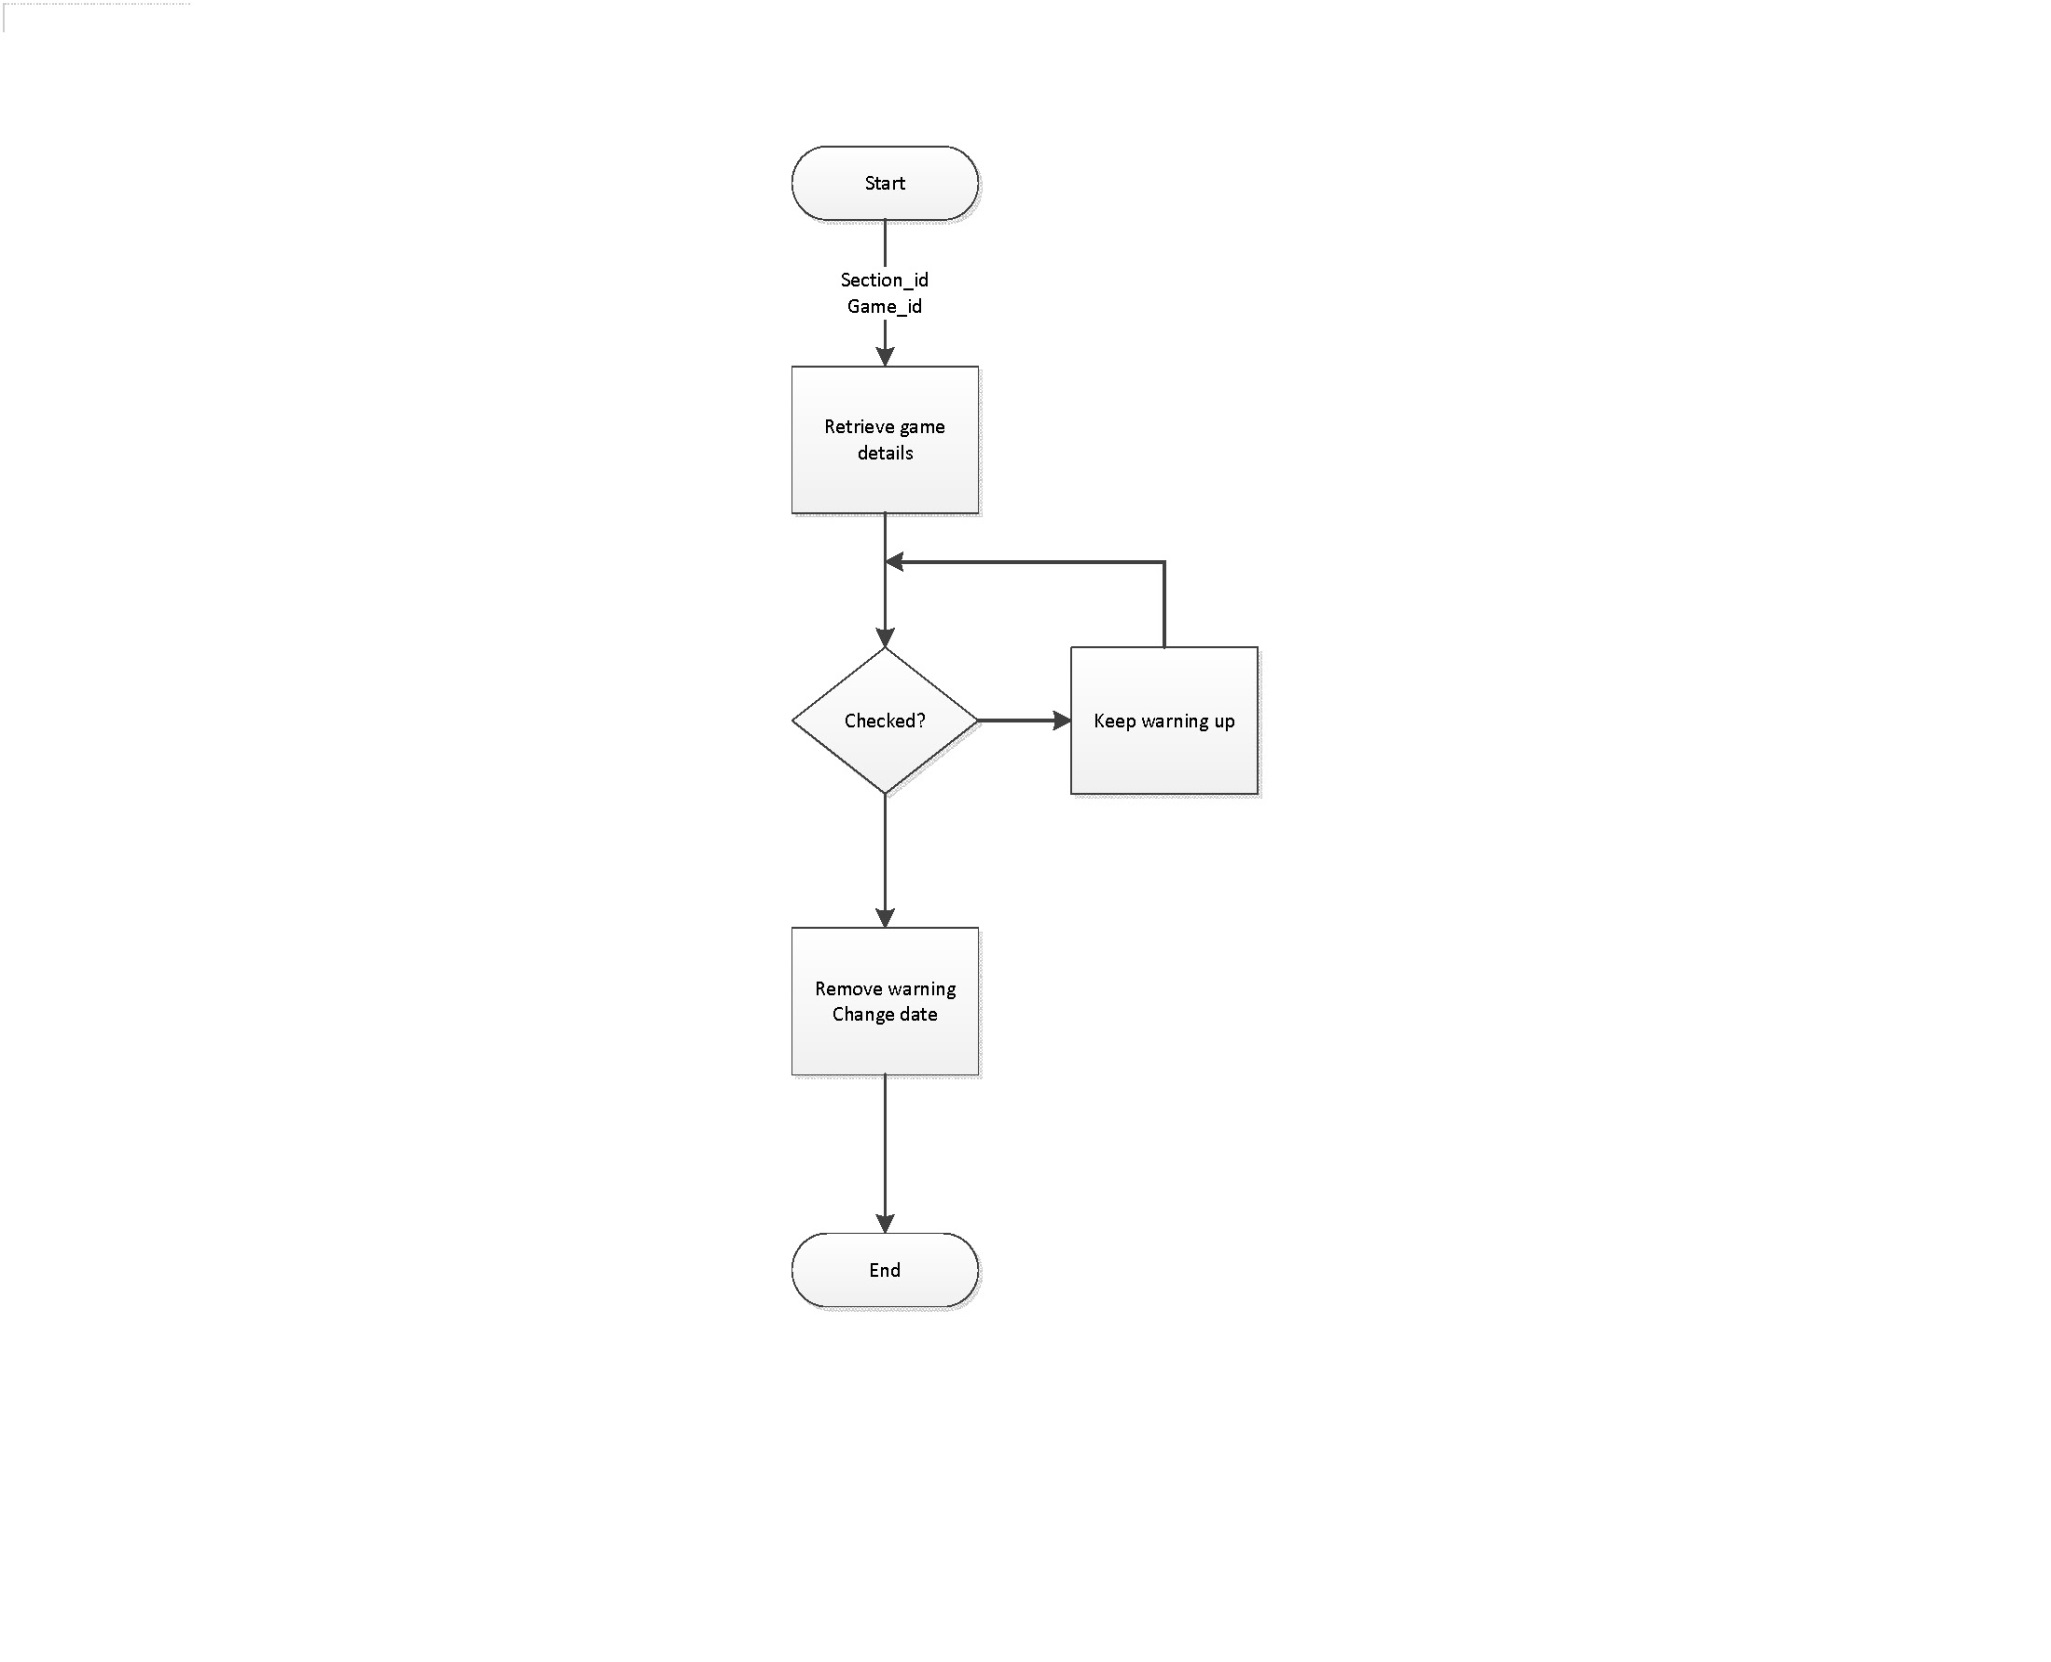 Start
Section_id
Game_id
Retrieve game
details
Checked?
Keep warning up
Remove warning
Change date
End